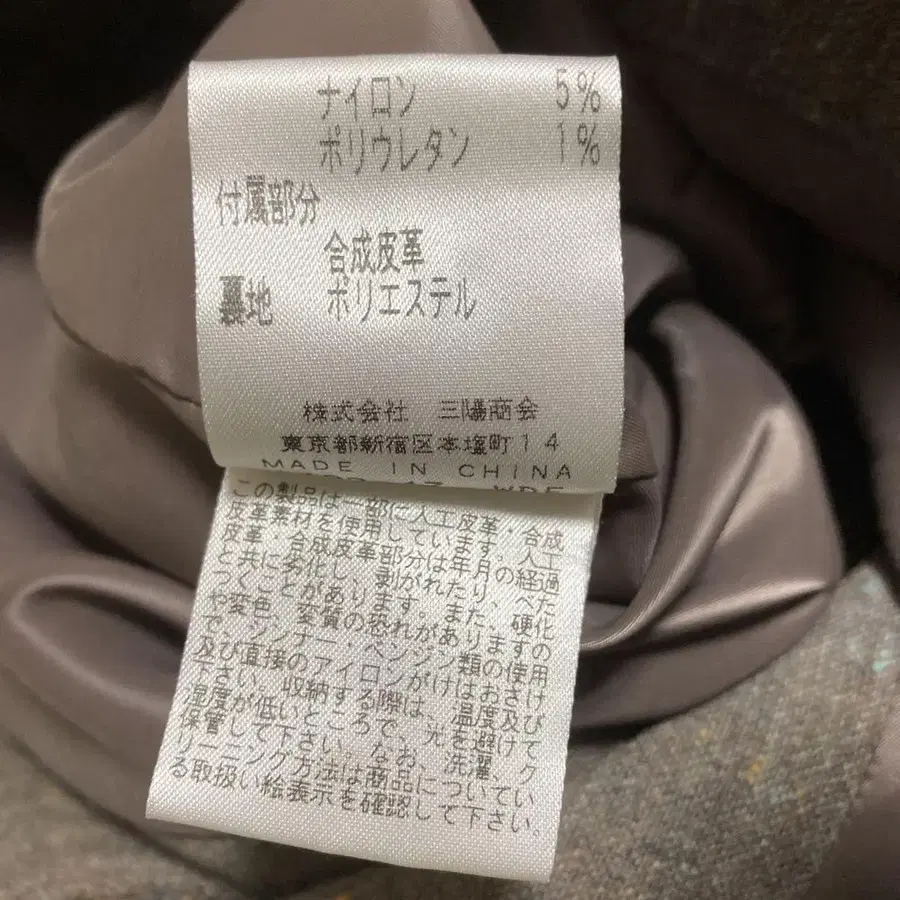 ナイロン 5%
ポリウレタン 1%
付属部分
合成皮革
裏地 ポリエステル
株式会社 三陽商会
東京都新宿区本塩町14
MADE IN CHINA
この製品は一部に人工皮革・合成
皮革素材を使用しています。人工
皮革・合成皮革部分は年月の経過
と共に劣化し、剥がれたり、べた
つくことがあります。また、硬化
や変色、変質の恐れがありますの
で、シンナー・ベンジン類の使用
及び直接のアイロンがけはおさけ
下さい。収納する際は、温度及び
湿度が低いところで、光を避けて
保管して下さい。なお、洗濯、ク
リーニング方法は商品についてい
る取扱い絵表示を確認して下さい。